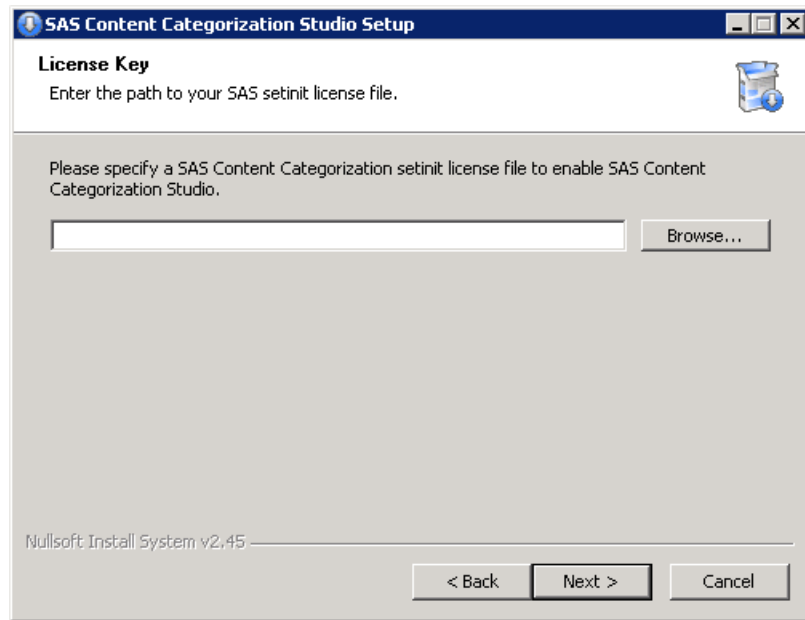 SAS Content Categorization Studio Setup
License Key
Enter the path to your SAS setinit license file.
Please specify a SAS Content Categorization setinit license file to enable SAS Content
Categorization Studio.
Browse...
Nullsoft Install System v2.45
< Back Next > Cancel